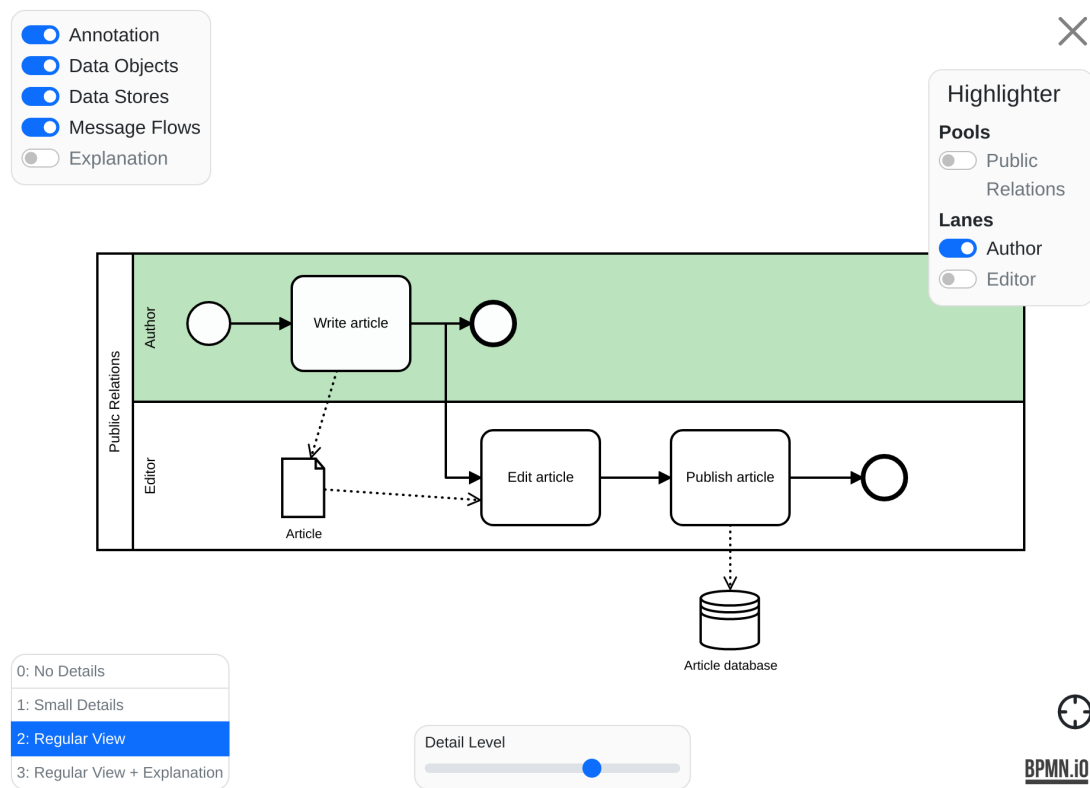 Annotation
Data Objects
Data Stores
Message Flows
Explanation
Highlighter
Pools
Public
Relations
Lanes
Author
Editor
Public Relations
Author
Write article
Editor
Article
Edit article
Publish article
Article database
0: No Details
1: Small Details
2: Regular View
3: Regular View + Explanation
Detail Level
BPMN.iO